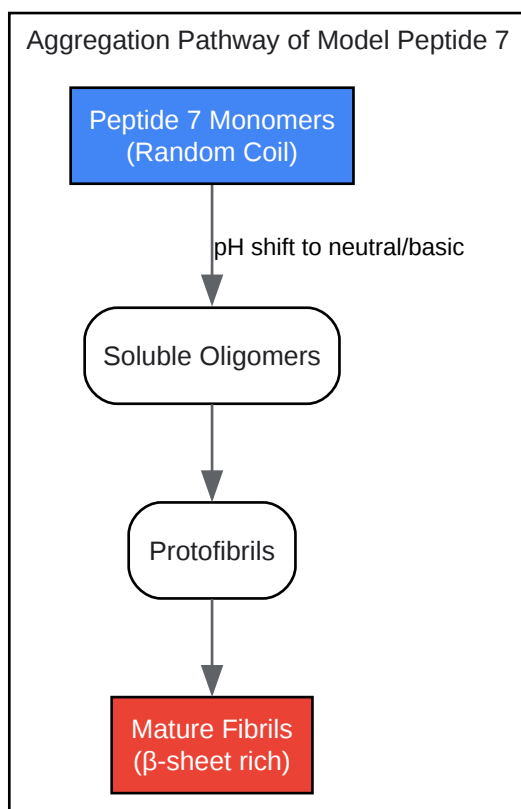 Aggregation Pathway of Model Peptide 7
Peptide 7 Monomers
(Random Coil)
pH shift to neutral/basic
Soluble Oligomers
Protofibrils
Mature Fibrils
(β-sheet rich)